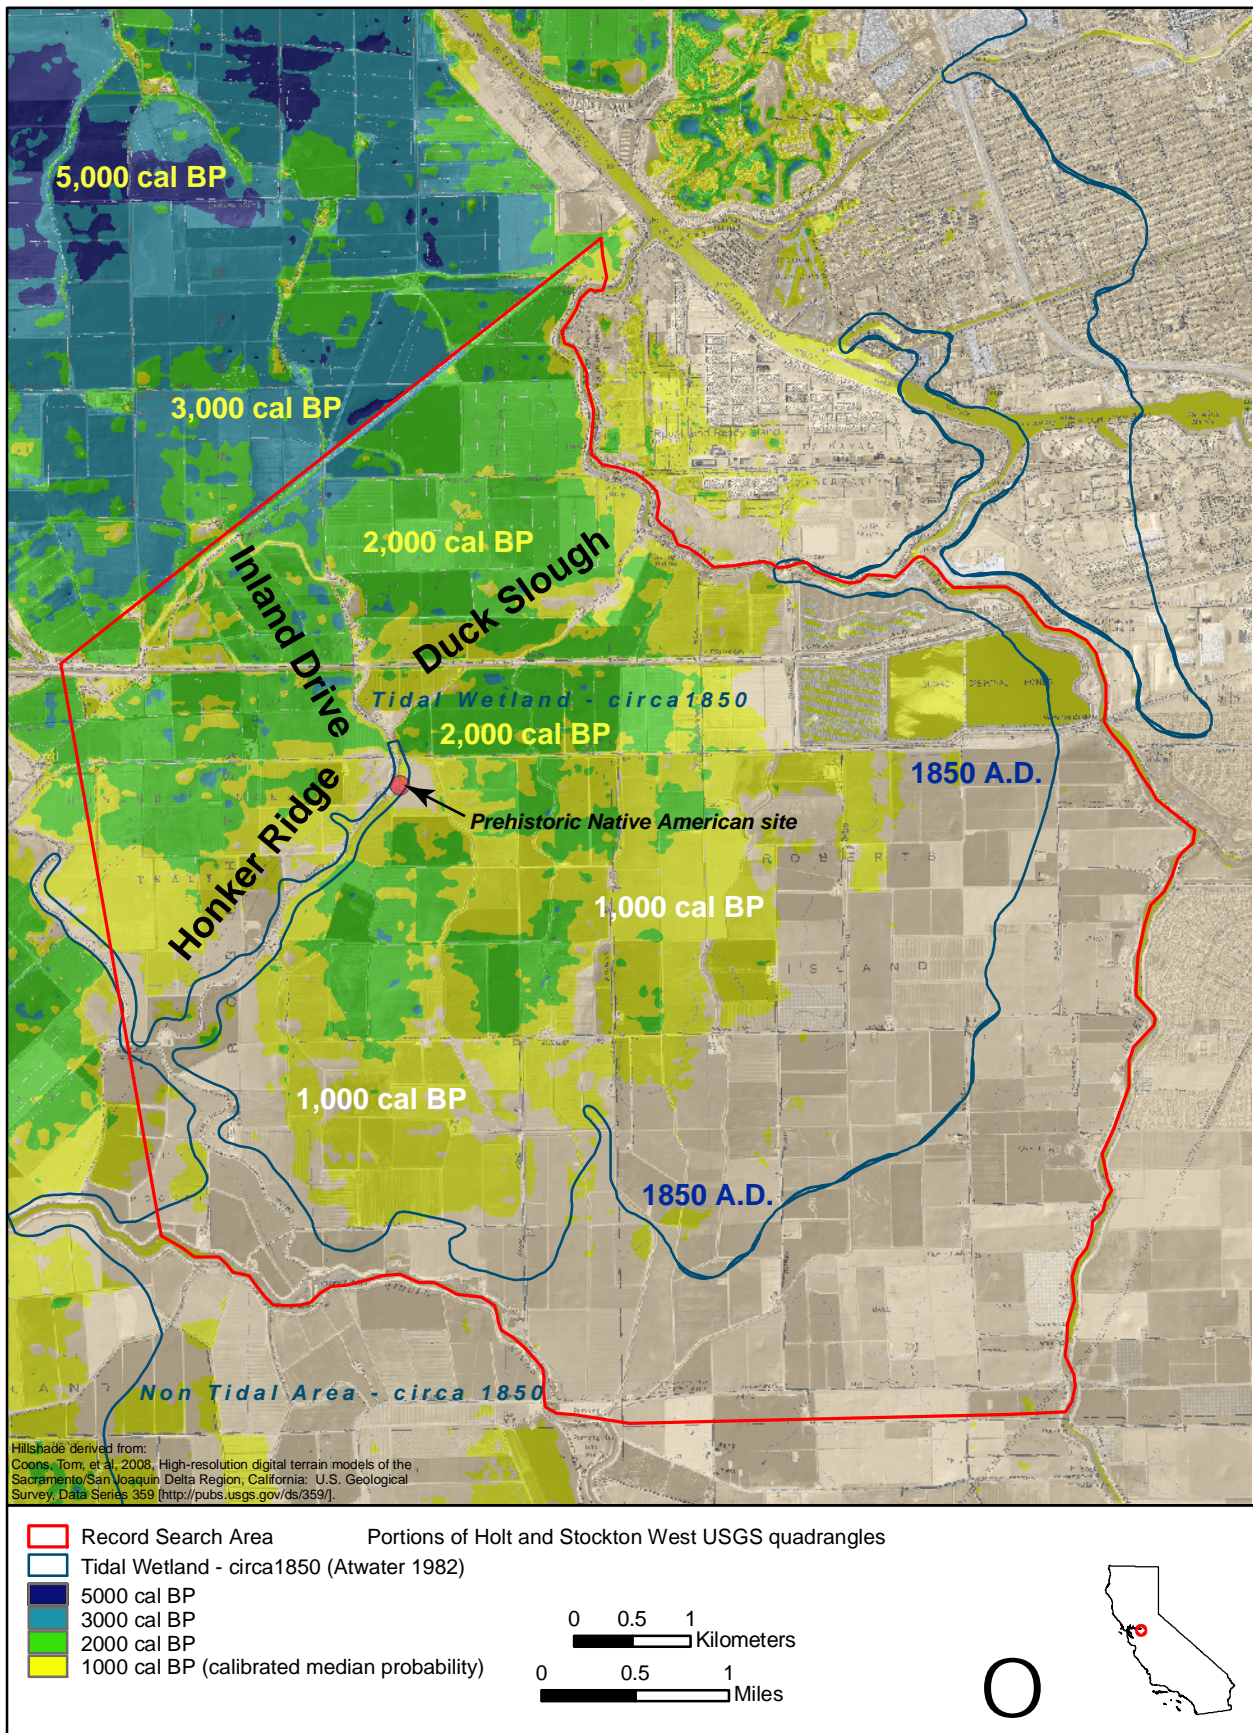 5,000 cal BP
3,000 cal BP
2,000 cal BP
Inland Drive
Duck Slough
Tidal Wetland - circa1850
2,000 cal BP
1850 A.D.
Prehistoric Native American site
Honker Ridge
ROBERTS
1,000 cal BP
ISLAND
1,000 cal BP
1850 A.D.
Non Tidal Area - circa 1850
Hillshade derived from:
Coons, Tom, et al, 2008, High-resolution digital terrain models of the
Sacramento/San Joaquin Delta Region, California: U.S. Geological
Survey, Data Series 359 [http://pubs.usgs.gov/ds/359/].
Record Search Area
Portions of Holt and Stockton West USGS quadrangles
Tidal Wetland - circa1850 (Atwater 1982)
5000 cal BP
3000 cal BP
2000 cal BP
1000 cal BP (calibrated median probability)
0 0.5 1
Kilometers
0 0.5 1
Miles
O